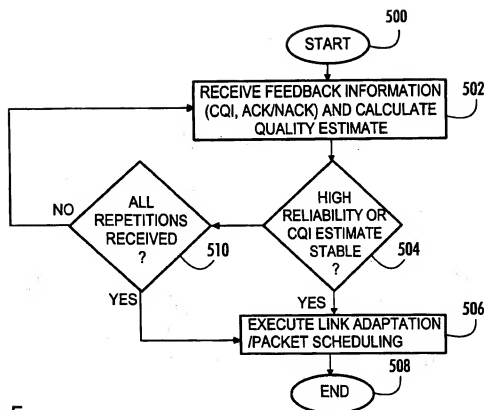 500
START
RECEIVE FEEDBACK INFORMATION
(CQI, ACK/NACK) AND CALCULATE
QUALITY ESTIMATE
502
NO
ALL
REPETITIONS
RECEIVED
?
510
HIGH
RELIABILITY OR
CQI ESTIMATE
STABLE
?
504
YES
YES
506
EXECUTE LINK ADAPTATION
/PACKET SCHEDULING
508
END